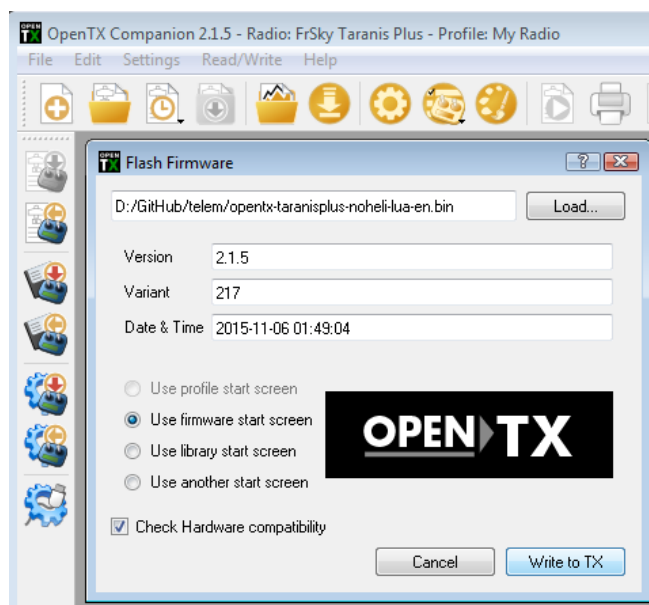 OpenTX Companion 2.1.5 - Radio: FrSky Taranis Plus - Profile: My Radio
File Edit Settings Read/Write Help
Flash Firmware
D:/GitHub/telem/opentx-taranisplus-noheli-lua-en.bin Load...
Version 2.1.5
Variant 217
Date & Time 2015-11-06 01:49:04
Use profile start screen
Use firmware start screen
Use library start screen
Use another start screen
OPEN TX
Check Hardware compatibility
Cancel Write to TX